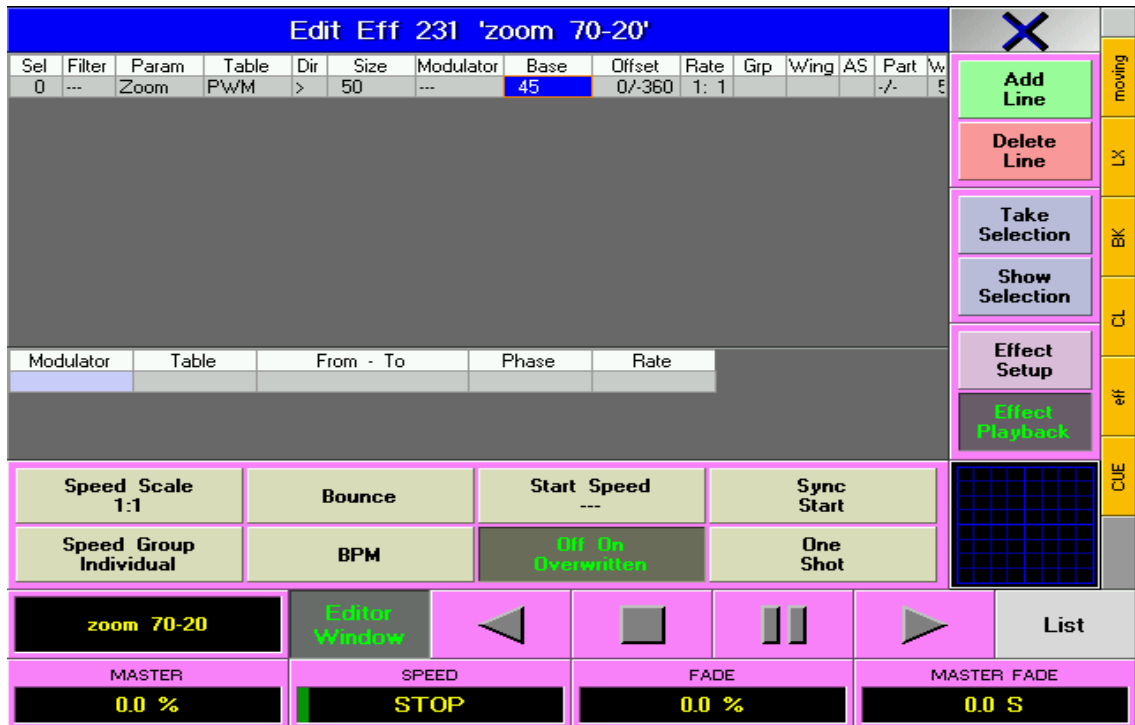 Edit Eff 231 'zoom 70-20'
Sel Filter Param Table Dir Size Modulator Base Offset Rate Grp Wing AS Part W
0 --- Zoom PWM > 50 --- 45 0/-360 1: 1 -/- 5
Modulator Table From - To Phase Rate
Add
Line
Delete
Line
Take
Selection
Show
Selection
Effect
Setup
Effect
Playback
moving
LX
BK
CL
eff
CUE
Speed Scale
1:1
Bounce
Start Speed
---
Sync
Start
Speed Group
Individual
BPM
Off On
Overwritten
One
Shot
zoom 70-20
Editor
Window
List
MASTER
0.0 %
SPEED
STOP
FADE
0.0 %
MASTER FADE
0.0 S